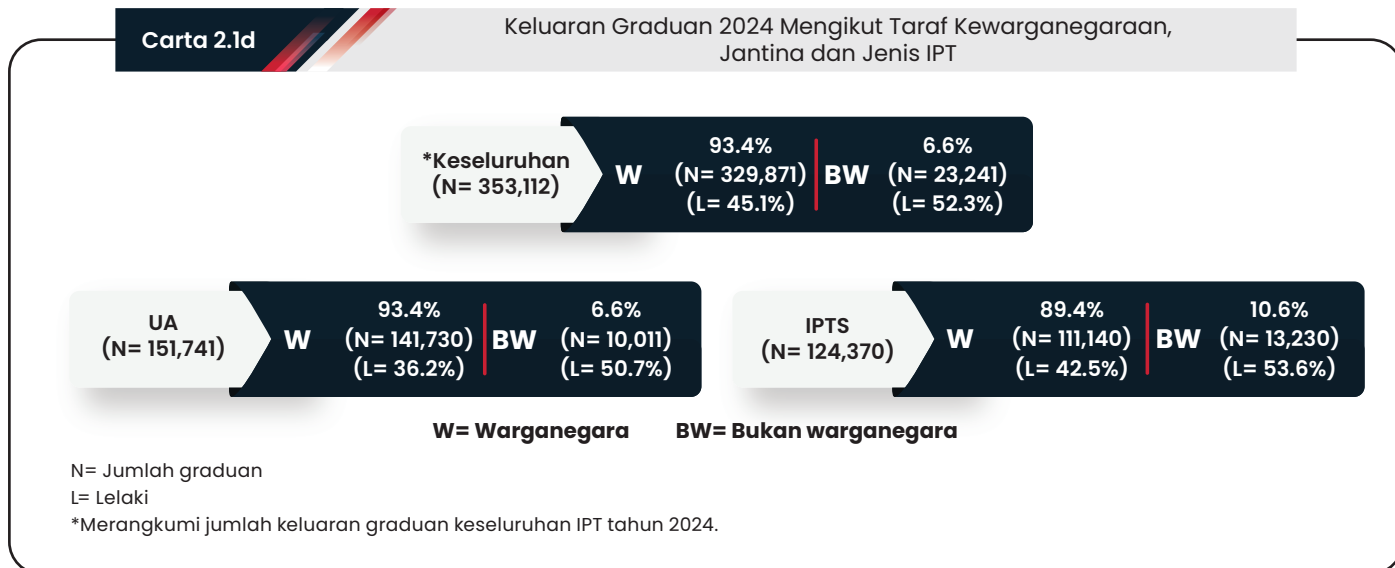 Carta 2.1d
Keluaran Graduan 2024 Mengikut Taraf Kewarganegaraan,
Jantina dan Jenis IPT
*Keseluruhan
(N= 353,112)
W
93.4%
(N= 329,871)
(L= 45.1%)
BW
6.6%
(N= 23,241)
(L= 52.3%)
UA
(N= 151,741)
W
93.4%
(N= 141,730)
(L= 36.2%)
BW
6.6%
(N= 10,011)
(L= 50.7%)
IPTS
(N= 124,370)
W
89.4%
(N= 111,140)
(L= 42.5%)
BW
10.6%
(N= 13,230)
(L= 53.6%)
W= Warganegara BW= Bukan warganegara
N= Jumlah graduan
L= Lelaki
*Merangkumi jumlah keluaran graduan keseluruhan IPT tahun 2024.